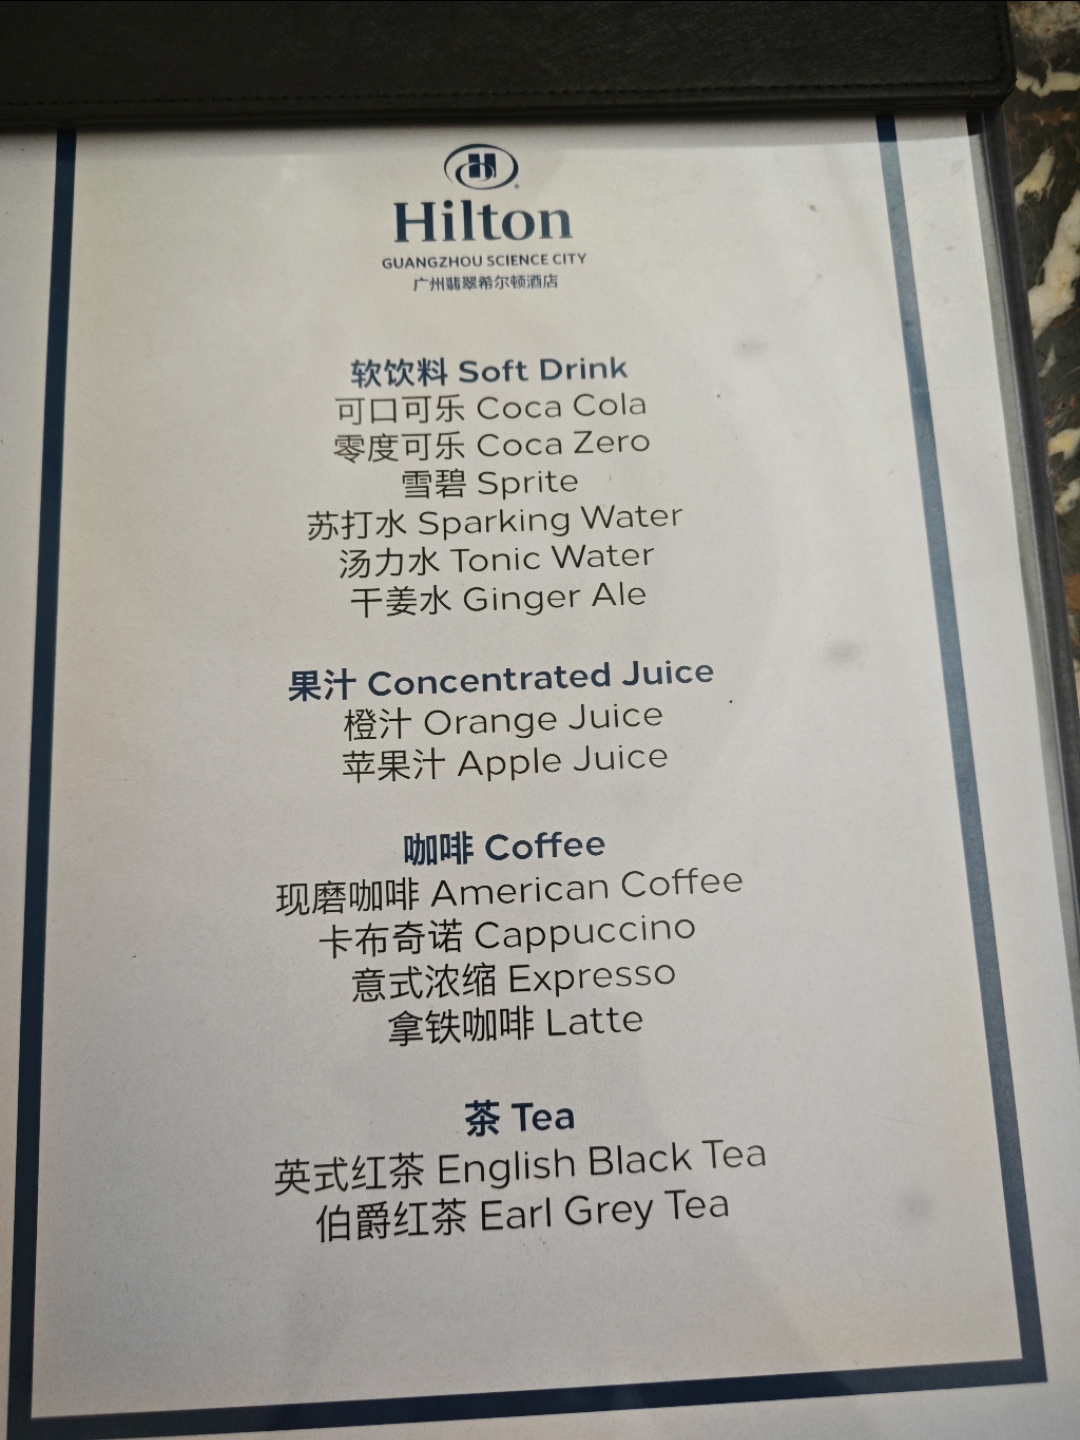 Hilton
GUANGZHOU SCIENCE CITY
广州翡翠希尔顿酒店
软饮料 Soft Drink
可口可乐 Coca Cola
零度可乐 Coca Zero
雪碧 Sprite
苏打水 Sparking Water
汤力水 Tonic Water
干姜水 Ginger Ale
果汁 Concentrated Juice
橙汁 Orange Juice
苹果汁 Apple Juice
咖啡 Coffee
现磨咖啡 American Coffee
卡布奇诺 Cappuccino
意式浓缩 Expresso
拿铁咖啡 Latte
茶 Tea
英式红茶 English Black Tea
伯爵红茶 Earl Grey Tea